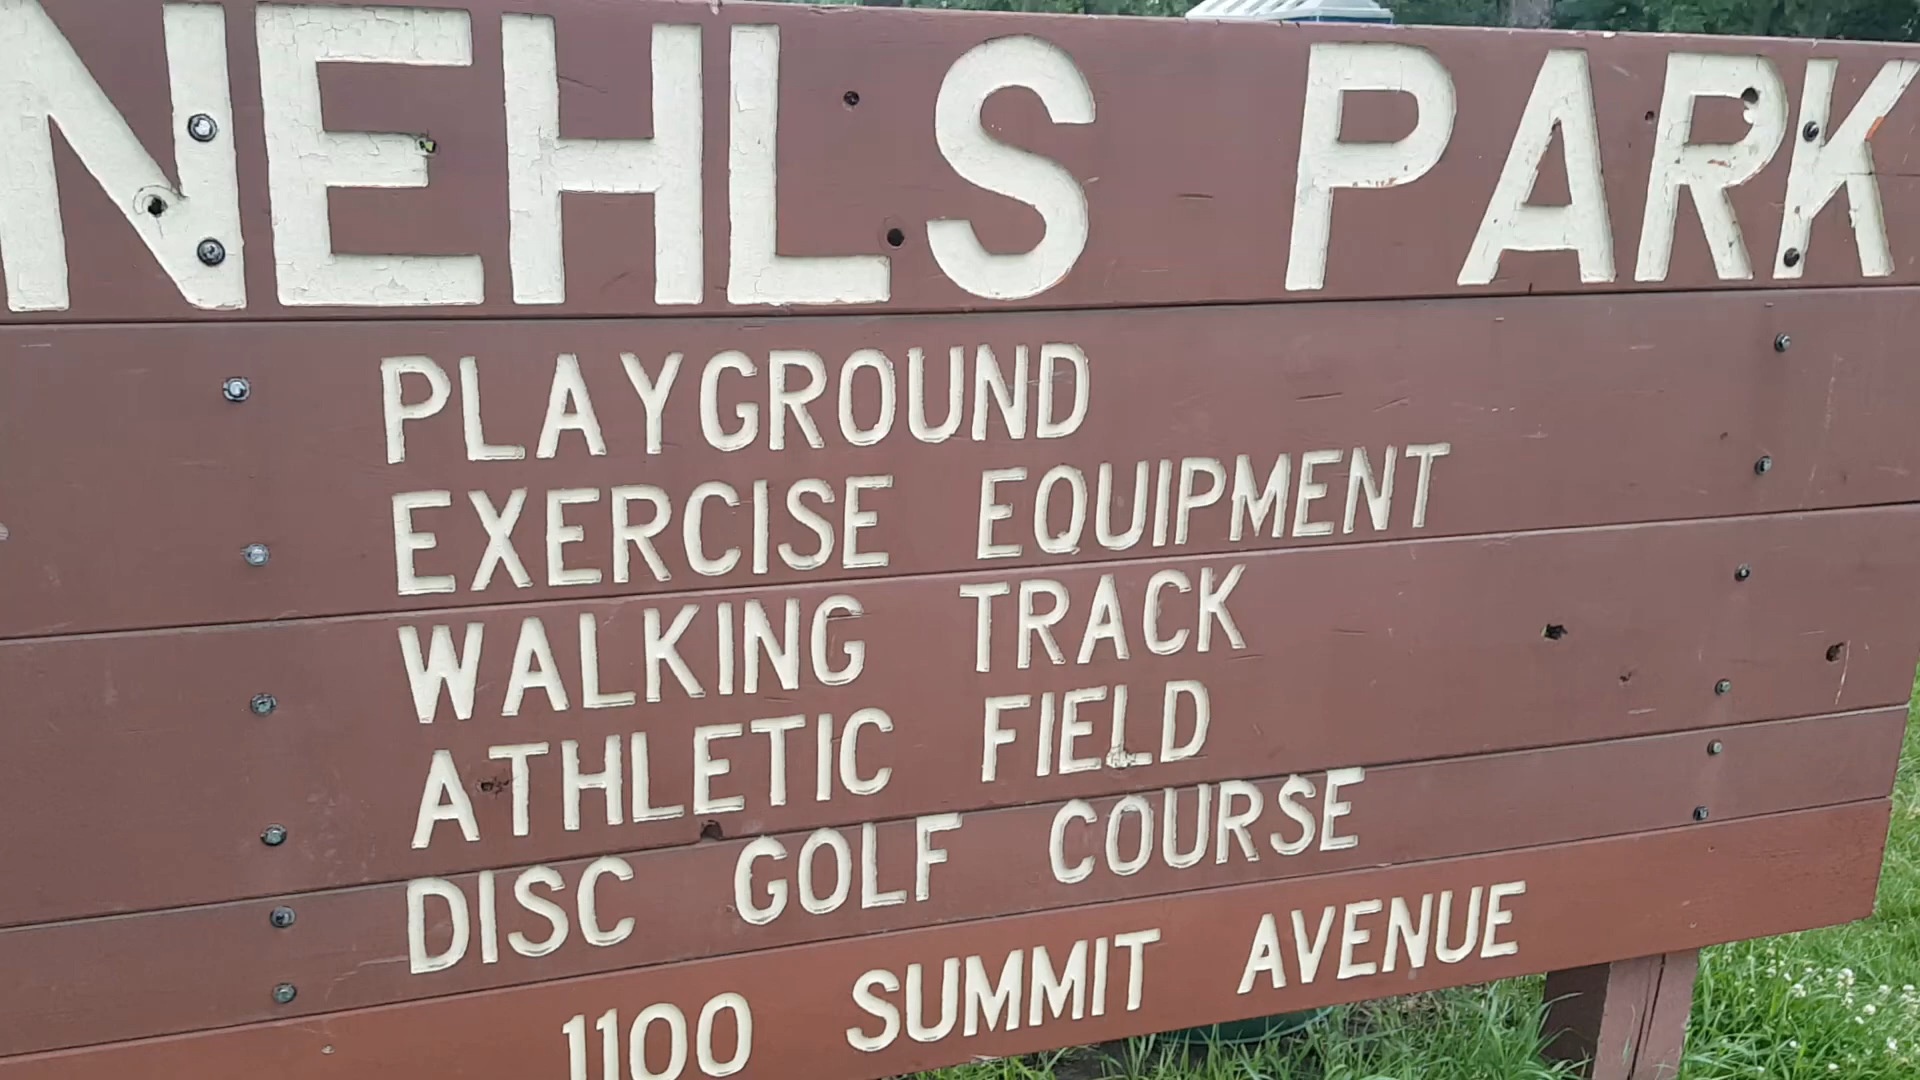 NEHLS PARK
PLAYGROUND
EXERCISE EQUIPMENT
WALKING TRACK
ATHLETIC FIELD
DISC GOLF COURSE
1100 SUMMIT AVENUE